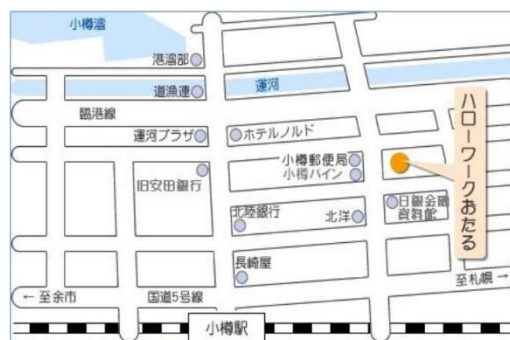 小樽湾
港湾部
道漁連
運河
臨港線
運河プラザ
ホテルノルド
小樽郵便局
小樽バイン
旧安田銀行
日銀金融
資料館
北陸銀行
北洋
長崎屋
ハローワークおたる
至札幌 →
← 至余市
国道5号線
小樽駅